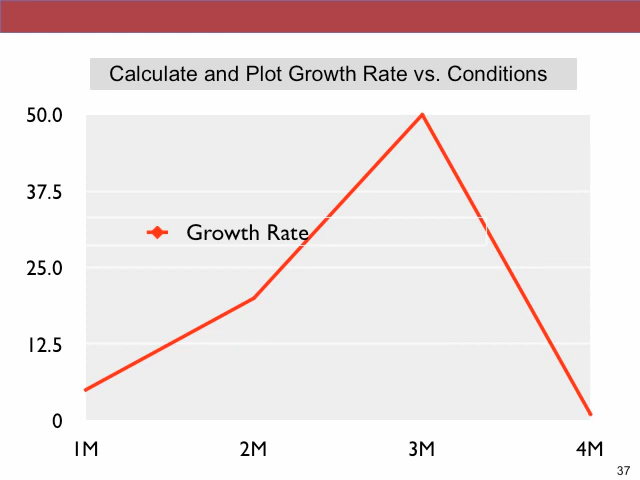 Calculate and Plot Growth Rate vs. Conditions
50.0
37.5
Growth Rate
25.0
12.5
0
1M 2M 3M 4M
37